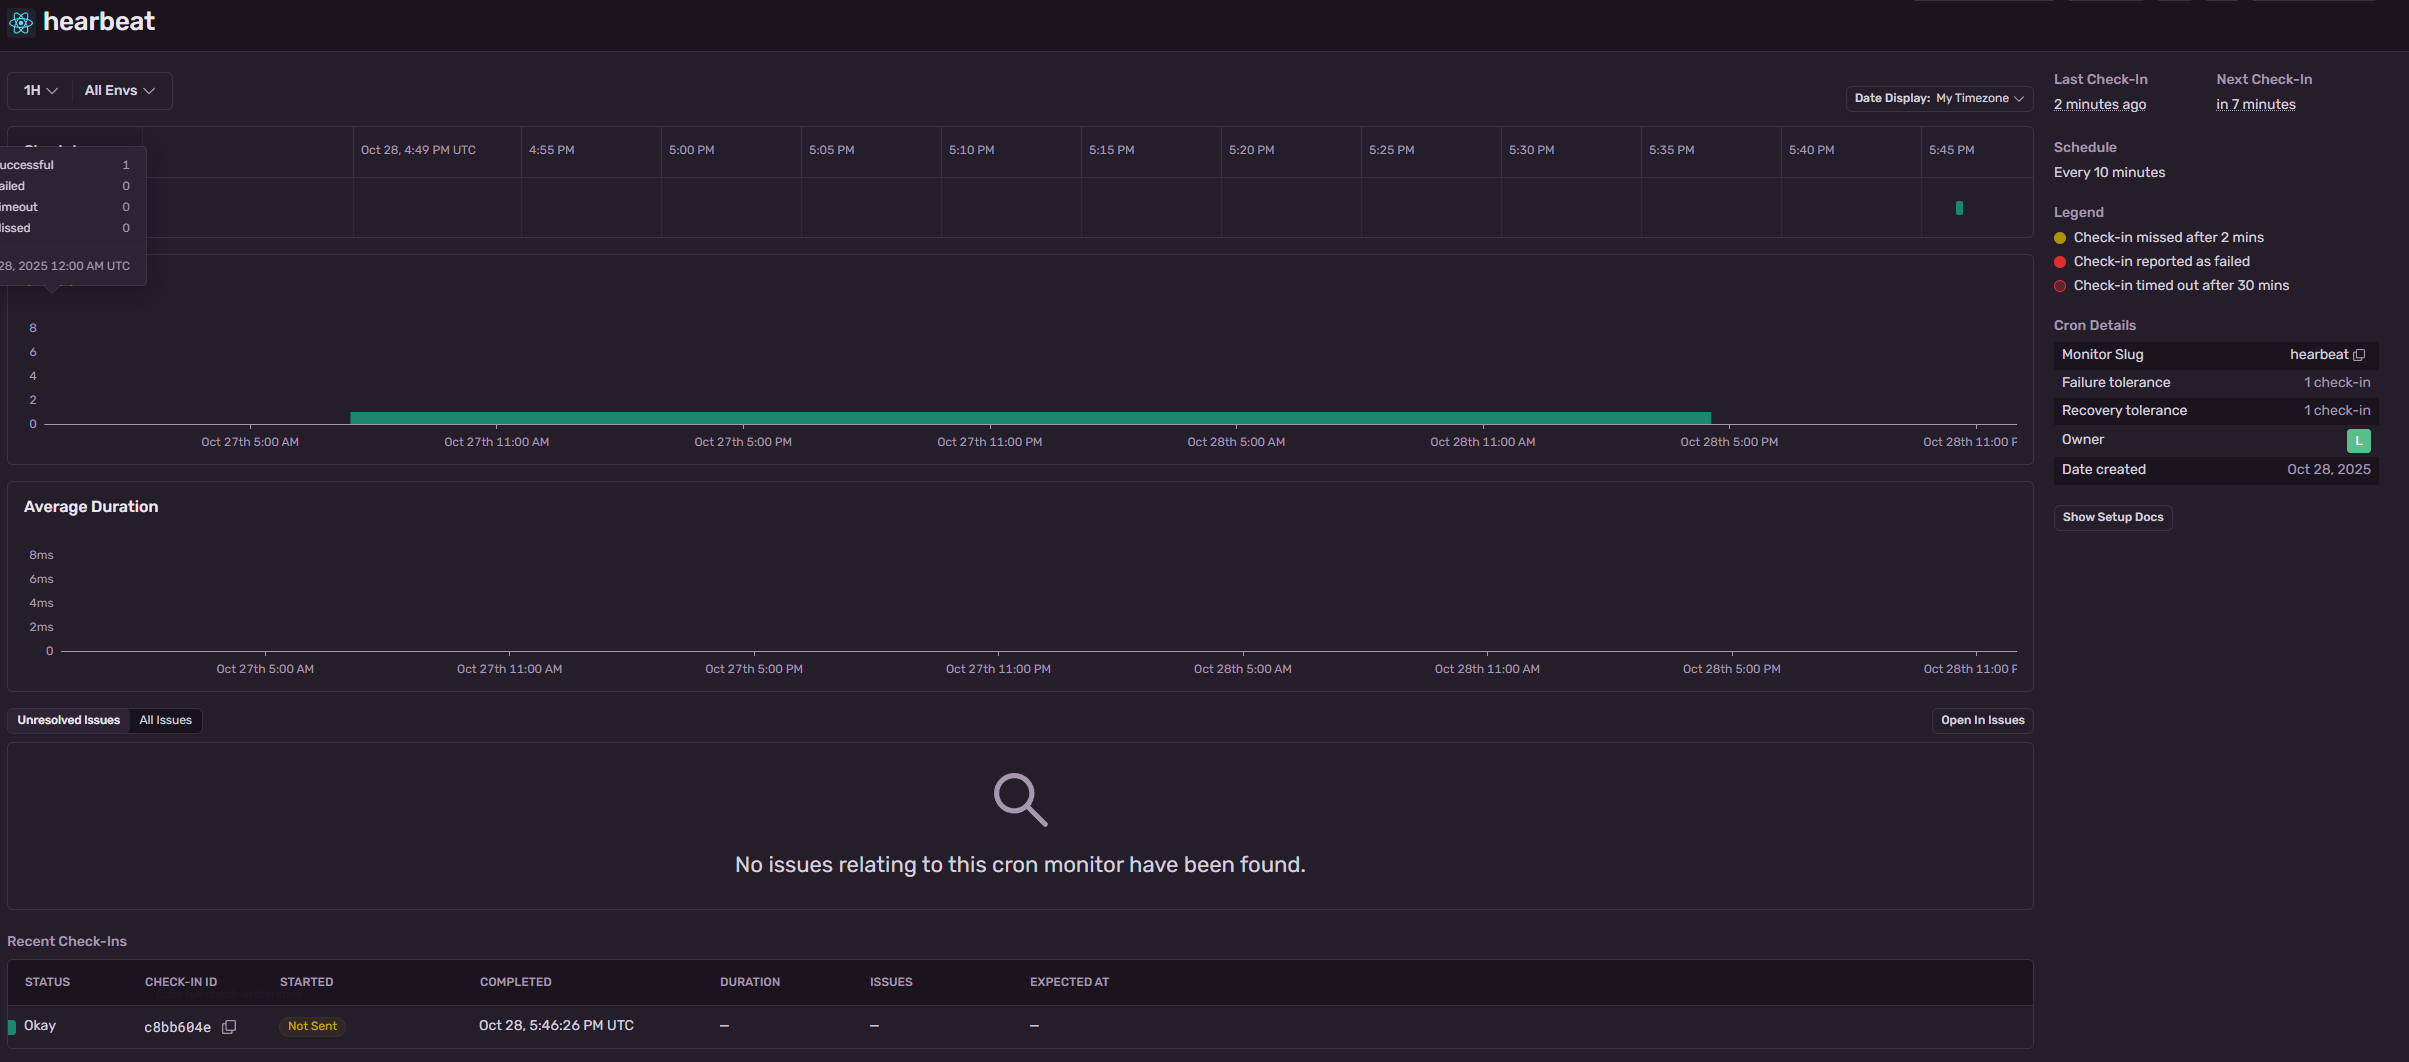 hearbeat
1H
All Envs
Date Display: My Timezone
Last Check-In
Next Check-In
2 minutes ago
in 7 minutes
Oct 28, 4:49 PM UTC
4:55 PM
5:00 PM
5:05 PM
5:10 PM
5:15 PM
5:20 PM
5:25 PM
5:30 PM
5:35 PM
5:40 PM
5:45 PM
uccessful 1
ailed 0
imeout 0
issed 0
28, 2025 12:00 AM UTC
Schedule
Every 10 minutes
Legend
Check-in missed after 2 mins
Check-in reported as failed
Check-in timed out after 30 mins
8
6
4
2
0
Oct 27th 5:00 AM
Oct 27th 11:00 AM
Oct 27th 5:00 PM
Oct 27th 11:00 PM
Oct 28th 5:00 AM
Oct 28th 11:00 AM
Oct 28th 5:00 PM
Oct 28th 11:00 P
Cron Details
Monitor Slug hearbeat
Failure tolerance 1 check-in
Recovery tolerance 1 check-in
Owner L
Date created Oct 28, 2025
Show Setup Docs
Average Duration
8ms
6ms
4ms
2ms
0
Oct 27th 5:00 AM
Oct 27th 11:00 AM
Oct 27th 5:00 PM
Oct 27th 11:00 PM
Oct 28th 5:00 AM
Oct 28th 11:00 AM
Oct 28th 5:00 PM
Oct 28th 11:00 P
Unresolved Issues
All Issues
Open In Issues
No issues relating to this cron monitor have been found.
Recent Check-Ins
STATUS CHECK-IN ID STARTED COMPLETED DURATION ISSUES EXPECTED AT
Okay c8bb604e Not Sent Oct 28, 5:46:26 PM UTC — — —